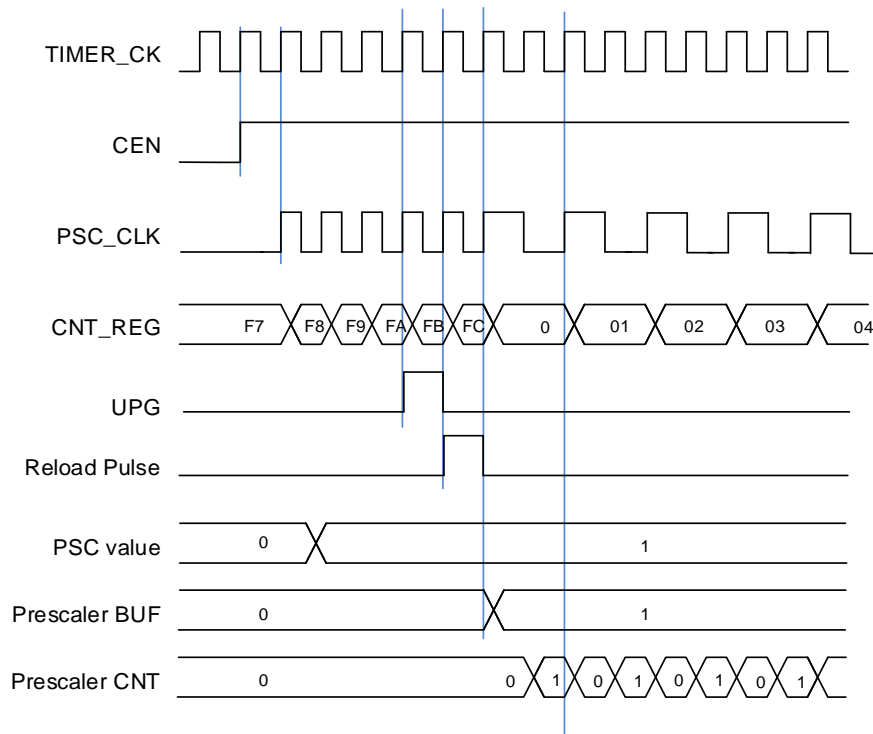 TIMER_CK
CEN
PSC_CLK
CNT_REG F7 F8 F9 FA FB FC 0 01 02 03 04
UPG
Reload Pulse
PSC value 0 1
Prescaler BUF 0 1
Prescaler CNT 0 0 1 0 1 0 1 0 1